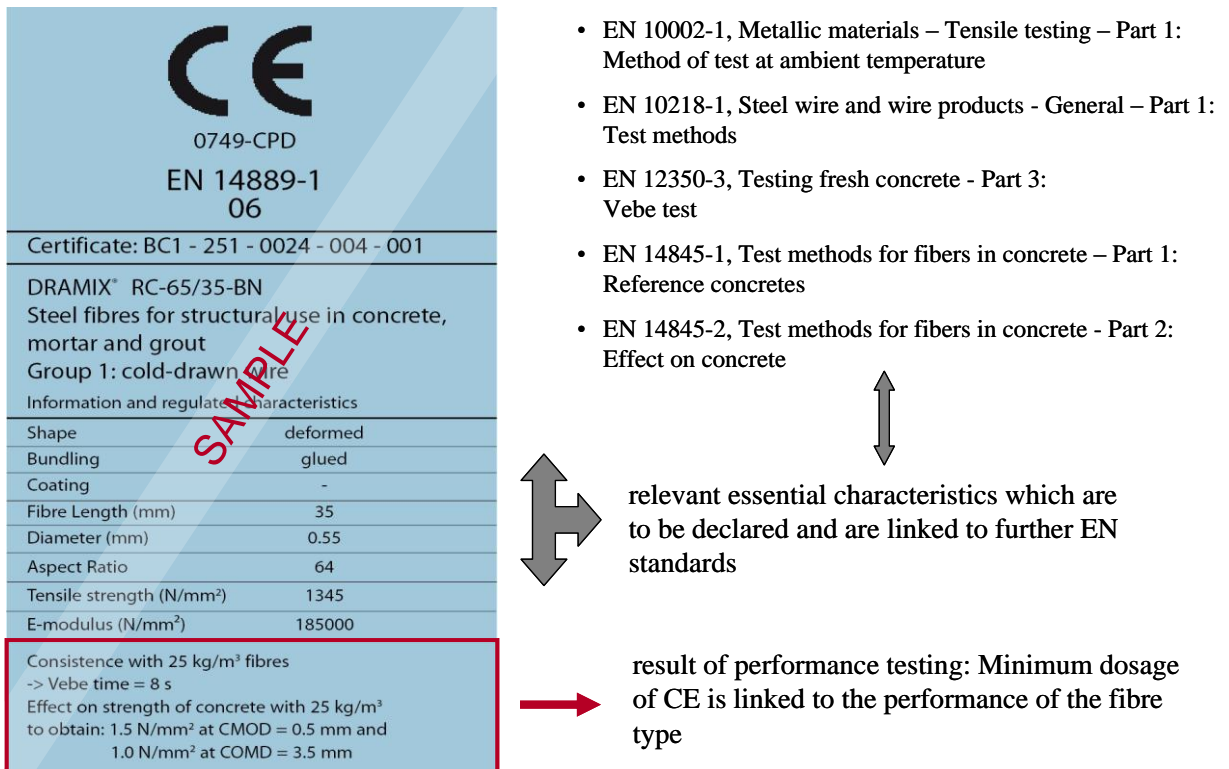 CE
0749-CPD
EN 14889-1
06
Certificate: BC1 - 251 - 0024 - 004 - 001
DRAMIX® RC-65/35-BN
Steel fibres for structural use in concrete,
mortar and grout
Group 1: cold-drawn wire
Information and regulated characteristics
Shape deformed
Bundling glued
Coating -
Fibre Length (mm) 35
Diameter (mm) 0.55
Aspect Ratio 64
Tensile strength (N/mm²) 1345
E-modulus (N/mm²) 185000
Consistence with 25 kg/m³ fibres
-> Vebe time = 8 s
Effect on strength of concrete with 25 kg/m³
to obtain: 1.5 N/mm² at CMOD = 0.5 mm and
1.0 N/mm² at COMD = 3.5 mm
SAMPLE
• EN 10002-1, Metallic materials – Tensile testing – Part 1:
Method of test at ambient temperature
• EN 10218-1, Steel wire and wire products - General – Part 1:
Test methods
• EN 12350-3, Testing fresh concrete - Part 3:
Vebe test
• EN 14845-1, Test methods for fibers in concrete – Part 1:
Reference concretes
• EN 14845-2, Test methods for fibers in concrete - Part 2:
Effect on concrete
relevant essential characteristics which are
to be declared and are linked to further EN
standards
result of performance testing: Minimum dosage
of CE is linked to the performance of the fibre
type